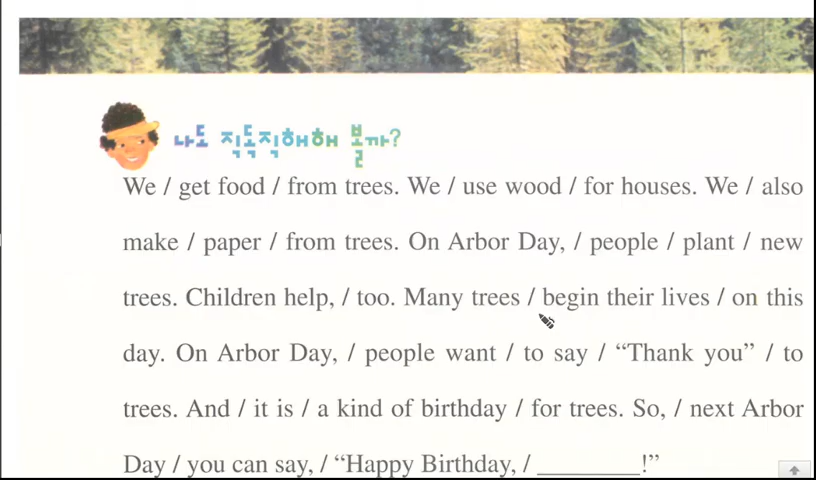 나도 직독직해해 볼까?
We / get food / from trees. We / use wood / for houses. We / also
make / paper / from trees. On Arbor Day, / people / plant / new
trees. Children help, / too. Many trees / begin their lives / on this
day. On Arbor Day, / people want / to say / “Thank you” / to
trees. And / it is / a kind of birthday / for trees. So, / next Arbor
Day / you can say, / “Happy Birthday, / ________!”